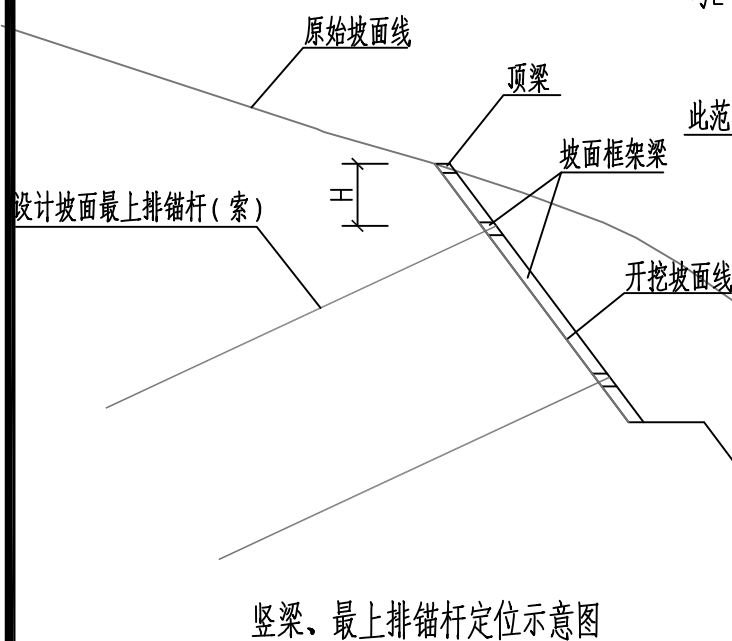 原始坡面线
顶梁
此范
坡面框架梁
H
设计坡面最上排锚杆(索)
开挖坡面线
竖梁、最上排锚杆定位示意图